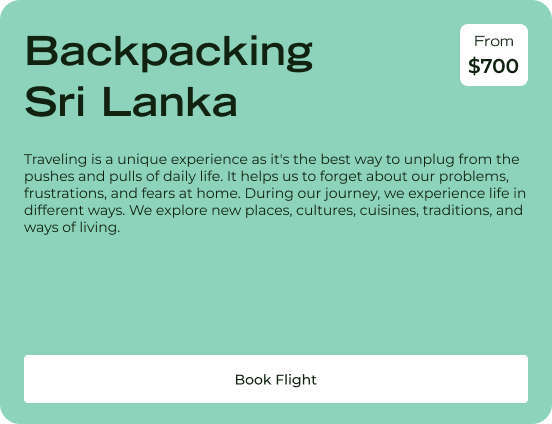 Backpacking
Sri Lanka
From
$700
Traveling is a unique experience as it's the best way to unplug from the
pushes and pulls of daily life. It helps us to forget about our problems,
frustrations, and fears at home. During our journey, we experience life in
different ways. We explore new places, cultures, cuisines, traditions, and
ways of living.
Book Flight